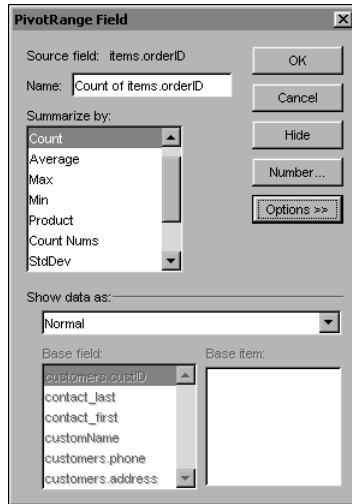 PivotRange Field
Source field: items.orderID
Name: Count of items.orderID
Summarize by:
Count
Average
Max
Min
Product
Count Nums
StdDev
OK
Cancel
Hide
Number...
Options >>
Show data as:
Normal
Base field:
customers.custID
contact_last
contact_first
customName
customers.phone
customers.address
Base item: